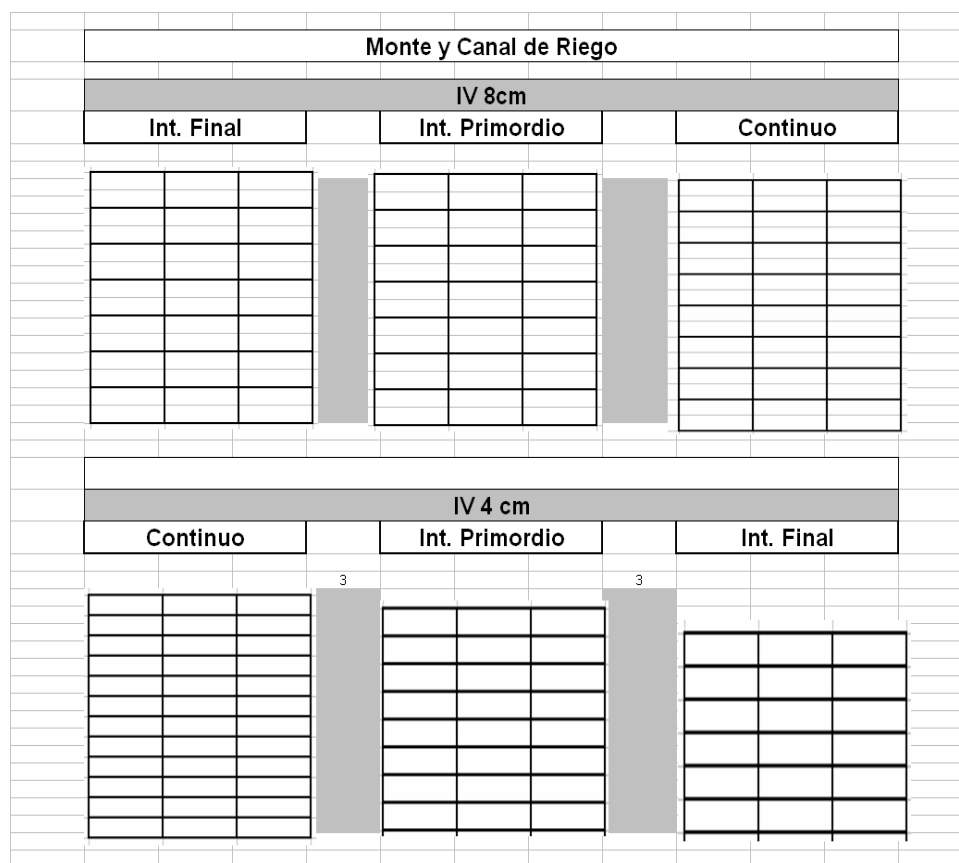 Monte y Canal de Riego
IV 8cm
Int. Final Int. Primordio Continuo
IV 4 cm
Continuo Int. Primordio Int. Final
3 3